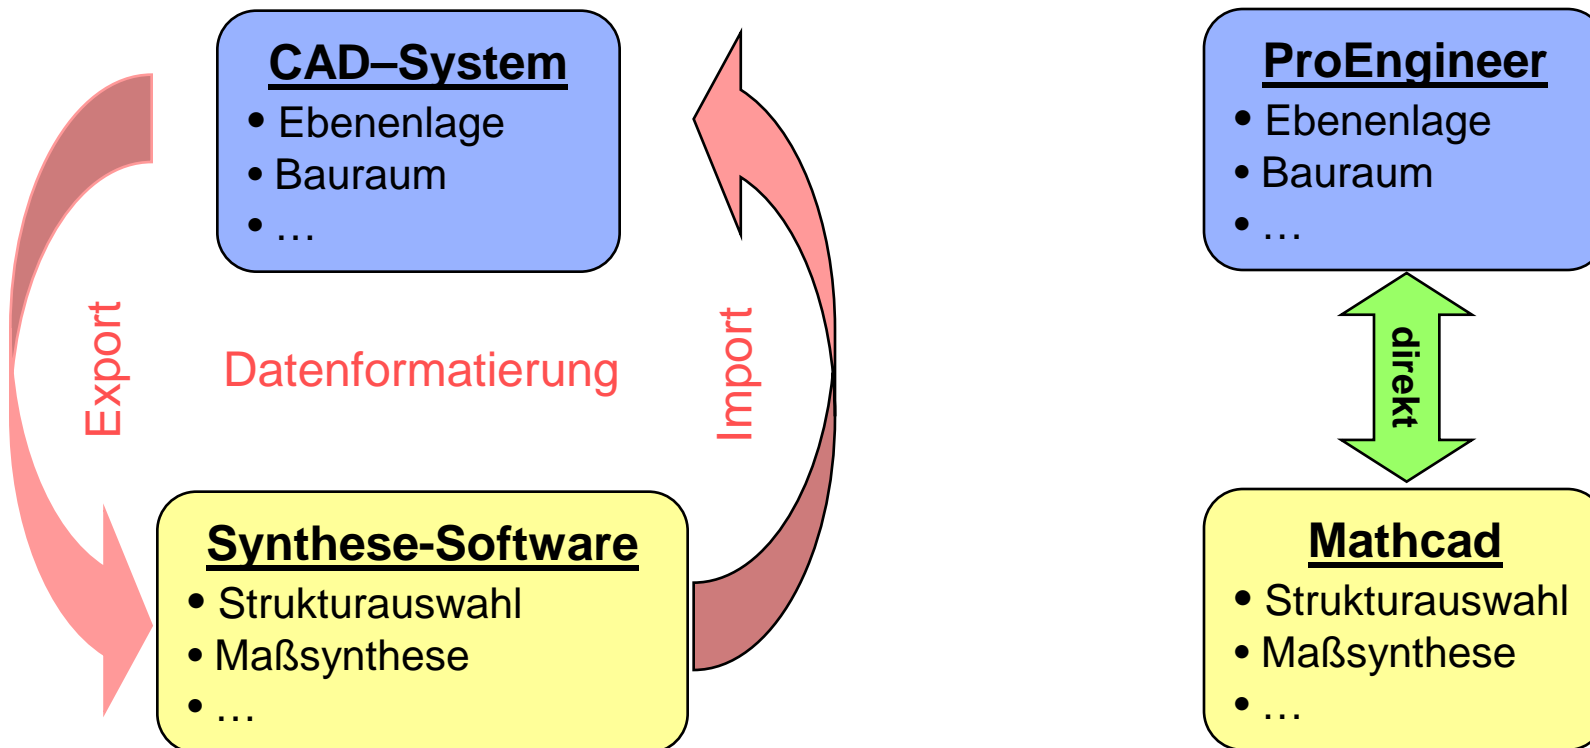 CAD–System
• Ebenenlage
• Bauraum
• …
Export
Datenformatierung
Import
Synthese-Software
• Strukturauswahl
• Maßsynthese
• …
ProEngineer
• Ebenenlage
• Bauraum
• …
direkt
Mathcad
• Strukturauswahl
• Maßsynthese
• …